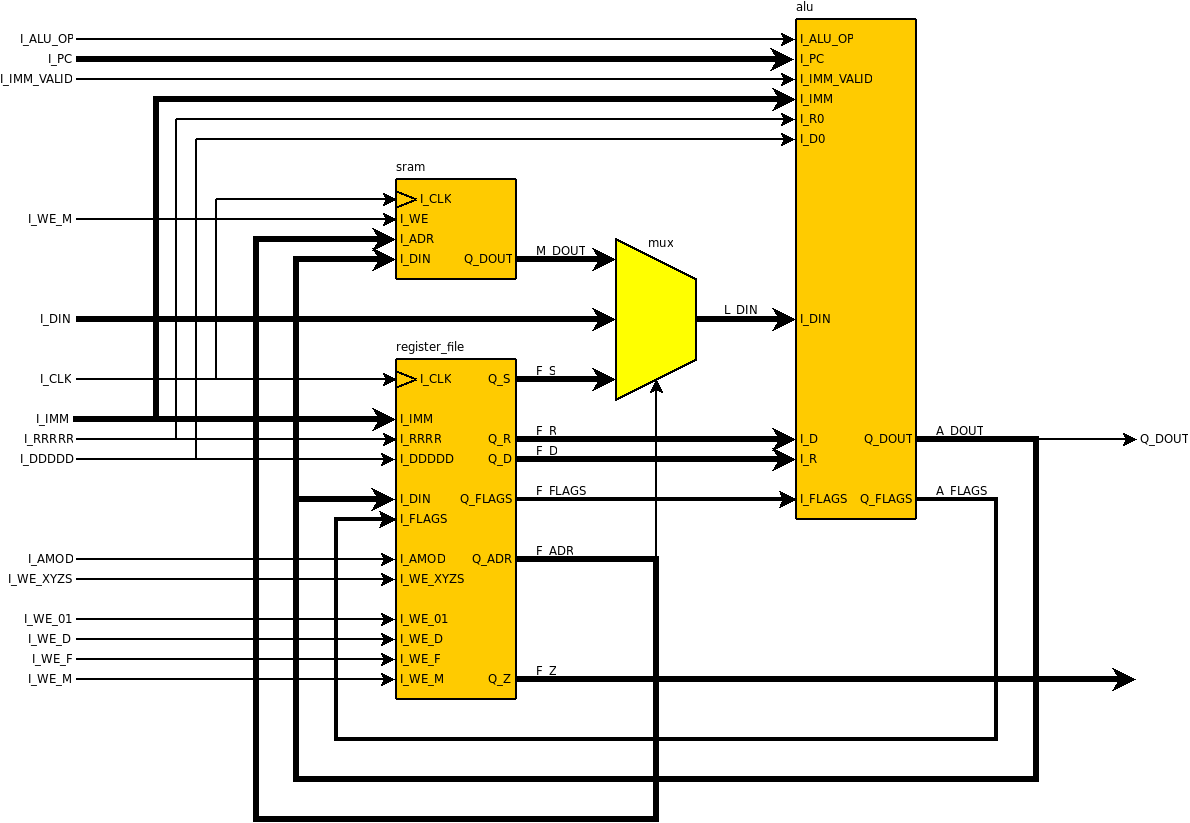 alu
I_ALU_OP I_ALU_OP
I_PC I_PC
I_IMM_VALID I_IMM_VALID
I_IMM
I_R0
I_D0
sram
I_CLK
I_WE_M I_WE
I_ADR mux
I_DIN Q_DOUT M_DOUT
L_DIN
I_DIN I_DIN
register_file
F_S
I_CLK I_CLK Q_S
I_IMM I_IMM
F_R A_DOUT
I_RRRRR I_RRRR Q_R I_D Q_DOUT Q_DOUT
F_D
I_DDDDD I_DDDDD Q_D I_R
F_FLAGS A_FLAGS
I_DIN Q_FLAGS I_FLAGS Q_FLAGS
I_FLAGS
F_ADR
I_AMOD I_AMOD Q_ADR
I_WE_XYZS I_WE_XYZS
I_WE_01 I_WE_01
I_WE_D I_WE_D
I_WE_F I_WE_F
F_Z
I_WE_M I_WE_M Q_Z